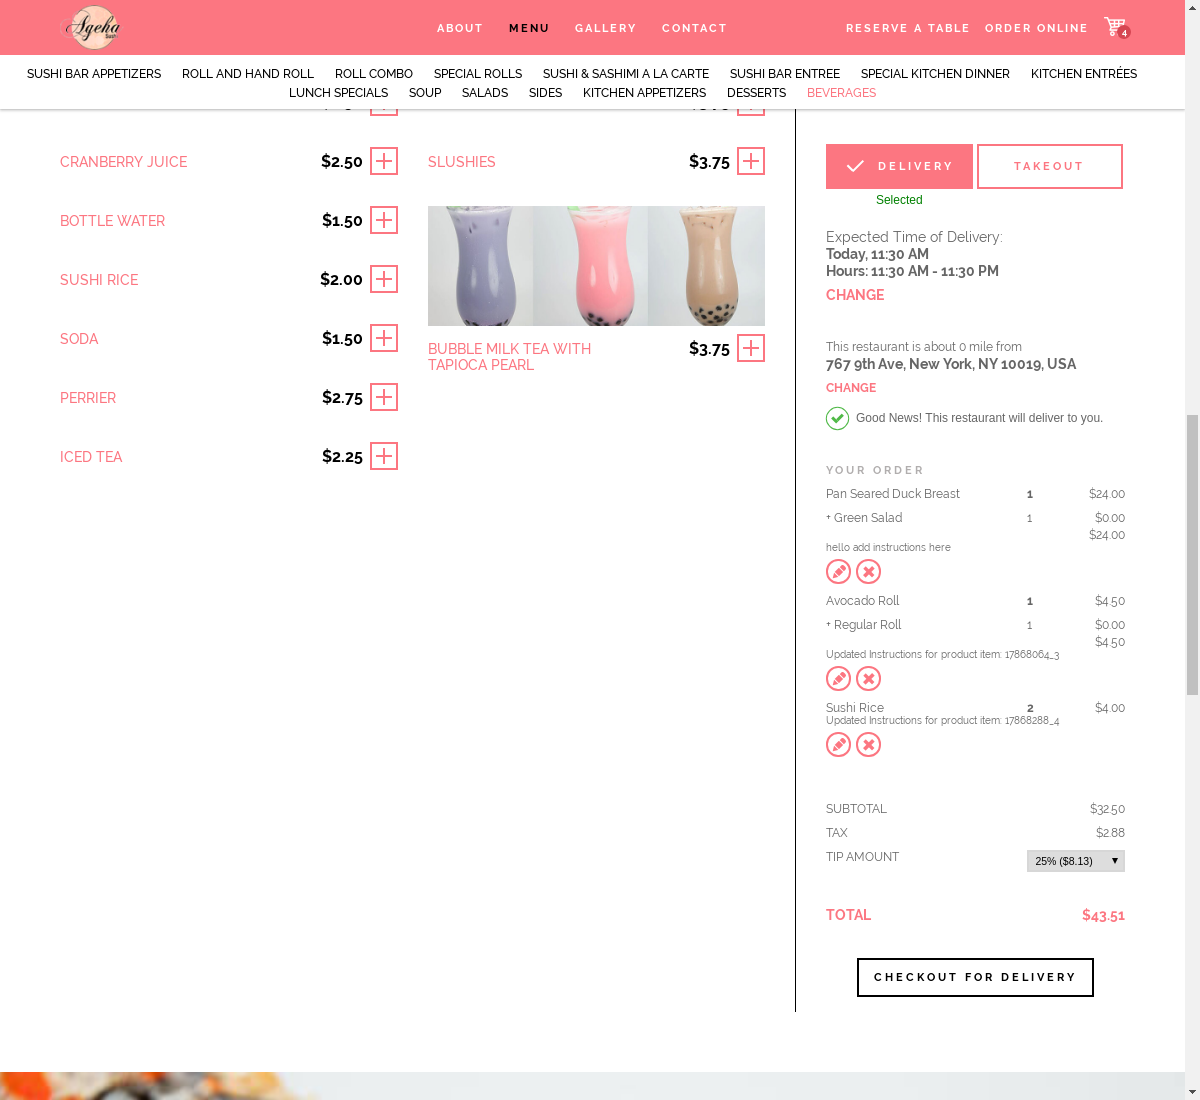 Ageha
ABOUT MENU GALLERY CONTACT RESERVE A TABLE ORDER ONLINE 4
SUSHI BAR APPETIZERS ROLL AND HAND ROLL ROLL COMBO SPECIAL ROLLS SUSHI & SASHIMI A LA CARTE SUSHI BAR ENTREE SPECIAL KITCHEN DINNER KITCHEN ENTRÉES
LUNCH SPECIALS SOUP SALADS SIDES KITCHEN APPETIZERS DESSERTS BEVERAGES
CRANBERRY JUICE $2.50
BOTTLE WATER $1.50
SUSHI RICE $2.00
SODA $1.50
PERRIER $2.75
ICED TEA $2.25
SLUSHIES $3.75
BUBBLE MILK TEA WITH $3.75
TAPIOCA PEARL
DELIVERY TAKEOUT
Selected
Expected Time of Delivery:
Today, 11:30 AM
Hours: 11:30 AM - 11:30 PM
CHANGE
This restaurant is about 0 mile from
767 9th Ave, New York, NY 10019, USA
CHANGE
Good News! This restaurant will deliver to you.
YOUR ORDER
Pan Seared Duck Breast 1 $24.00
+ Green Salad 1 $0.00
$24.00
hello add instructions here
Avocado Roll 1 $4.50
+ Regular Roll 1 $0.00
$4.50
Updated Instructions for product item: 17868064_3
Sushi Rice 2 $4.00
Updated Instructions for product item: 17868288_4
SUBTOTAL $32.50
TAX $2.88
TIP AMOUNT 25% ($8.13)
TOTAL $43.51
CHECKOUT FOR DELIVERY